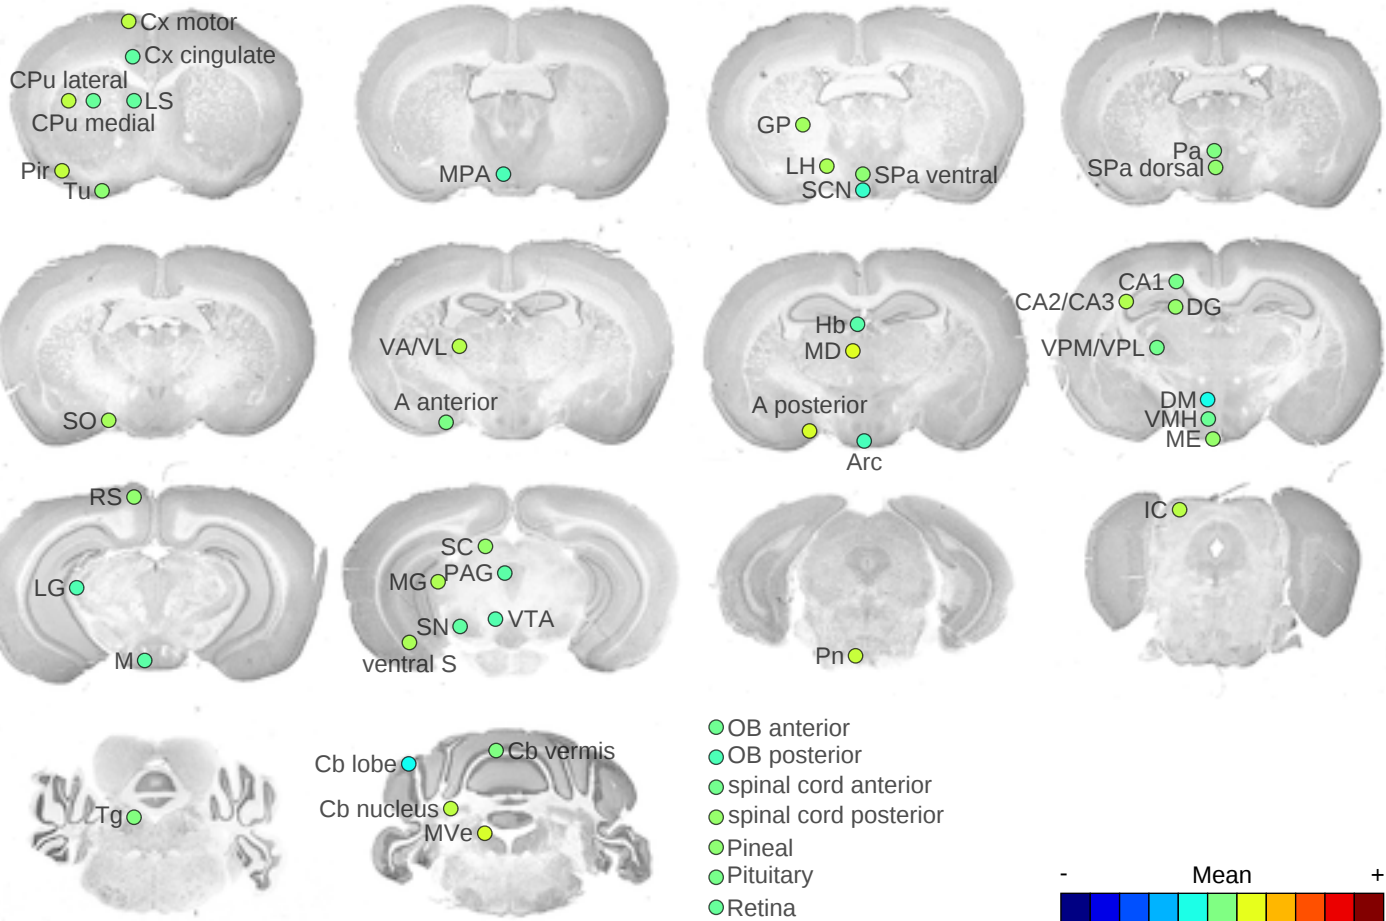 Cx motor
Cx cingulate
CPu lateral
LS
CPu medial
Pir
Tu
MPA
GP
LH
SPa ventral
SCN
Pa
SPa dorsal
SO
VA/VL
A anterior
Hb
MD
A posterior
Arc
CA1
CA2/CA3
DG
VPM/VPL
DM
VMH
ME
RS
LG
M
SC
PAG
MG
SN
VTA
ventral S
Pn
IC
Tg
Cb vermis
Cb lobe
Cb nucleus
MVe
OB anterior
OB posterior
spinal cord anterior
spinal cord posterior
Pineal
Pituitary
Retina
- Mean +